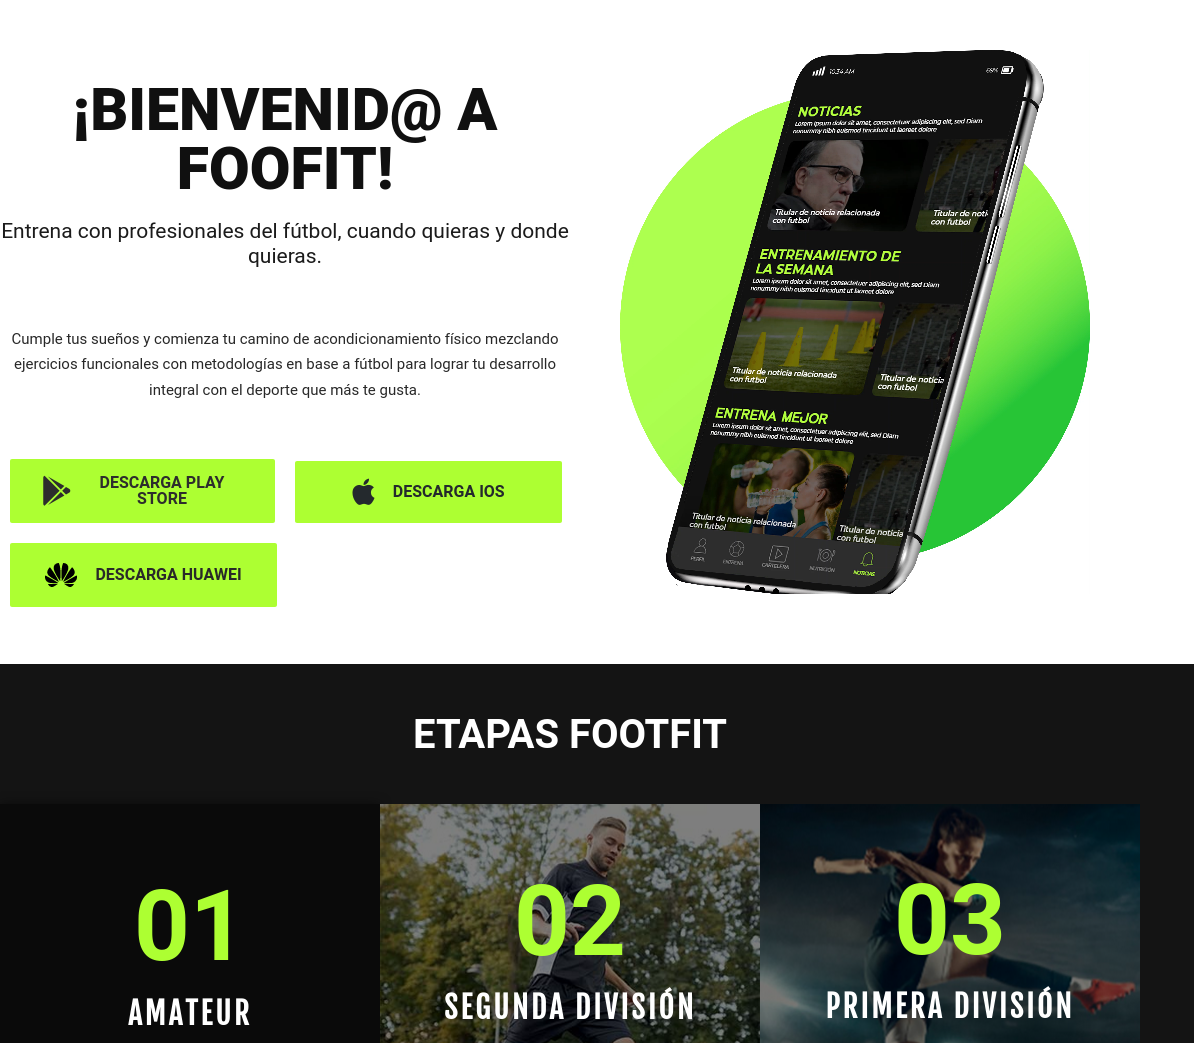 ¡BIENVENID@ A
FOOFIT!
Entrena con profesionales del fútbol, cuando quieras y donde
quieras.
Cumple tus sueños y comienza tu camino de acondicionamiento físico mezclando
ejercicios funcionales con metodologías en base a fútbol para lograr tu desarrollo
integral con el deporte que más te gusta.
DESCARGA PLAY
STORE
DESCARGA IOS
DESCARGA HUAWEI
10:34 AM
69%
NOTICIAS
Lorem ipsum dolor sit amet, consectetuer adipiscing elit, sed Diam
nonummy nibh euismod tincidunt ut laoreet dolore
Titular de noticia relacionada
con futbol
Titular de noti
con futbol
ENTRENAMIENTO DE
LA SEMANA
Lorem ipsum dolor sit amet, consectetuer adipiscing elit, sed Diam
nonummy nibh euismod tincidunt ut laoreet dolore
Titular de noticia relacionada
con futbol
Titular de noticia
con futbol
ENTRENA MEJOR
Lorem ipsum dolor sit amet, consectetuer adipiscing elit, sed Diam
nonummy nibh euismod tincidunt ut laoreet dolore
Titular de noticia relacionada
con futbol
Titular de noticia
con futbol
PERFIL
ENTRENA
CARTELERA
NUTRICIÓN
NOTICIAS
ETAPAS FOOTFIT
01
AMATEUR
02
SEGUNDA DIVISIÓN
03
PRIMERA DIVISIÓN